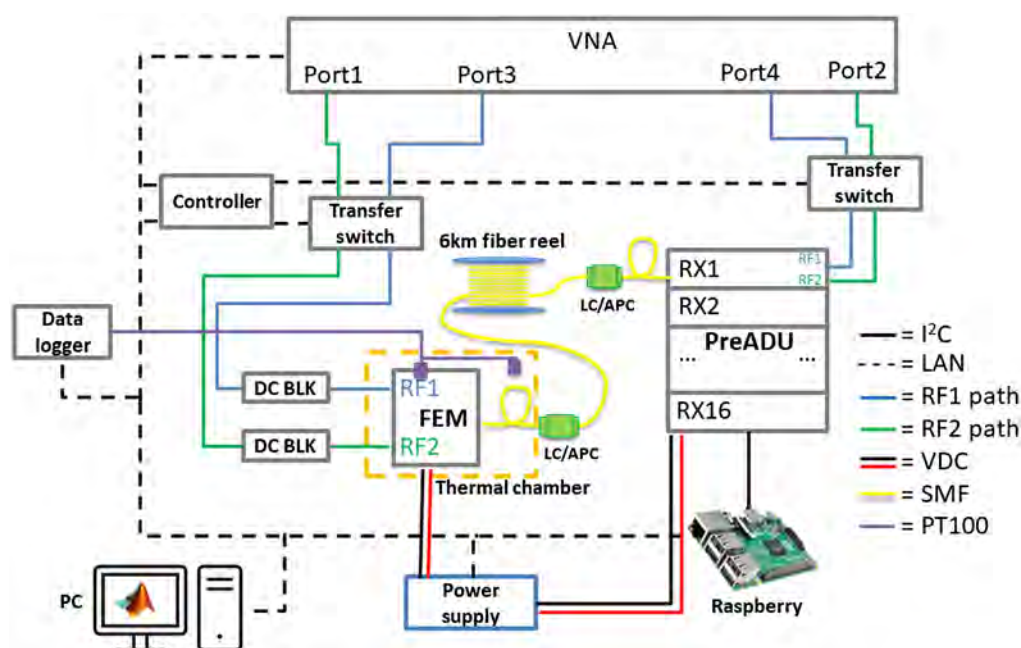 VNA
Port1
Port3
Port4
Port2
Controller
Transfer
switch
Transfer
switch
6km fiber reel
LC/APC
RX1
RF1
RF2
RX2
PreADU
... ...
RX16
Data
logger
DC BLK
DC BLK
RF1
FEM
RF2
LC/APC
Thermal chamber
= I²C
= LAN
= RF1 path
= RF2 path
= VDC
= SMF
= PT100
PC
Power
supply
Raspberry